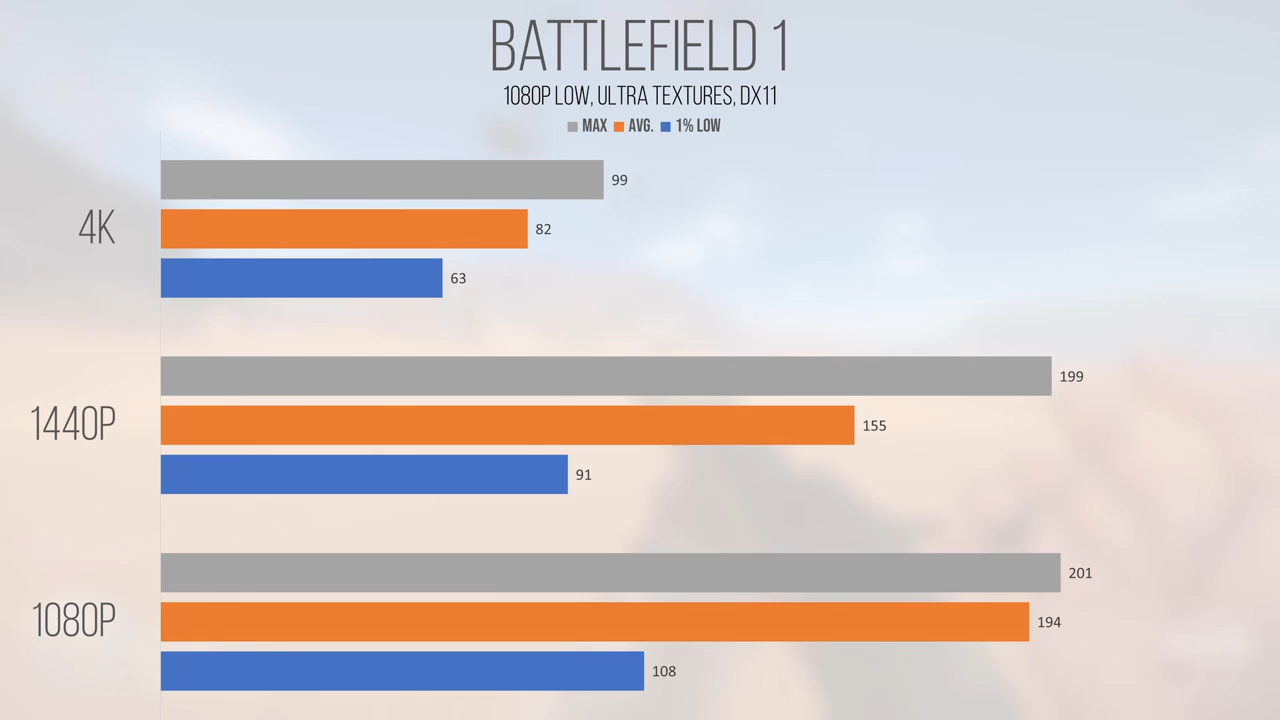 BATTLEFIELD 1
1080P LOW, ULTRA TEXTURES, DX11
MAX AVG. 1% LOW
4K
99
82
63
1440P
199
155
91
1080P
201
194
108